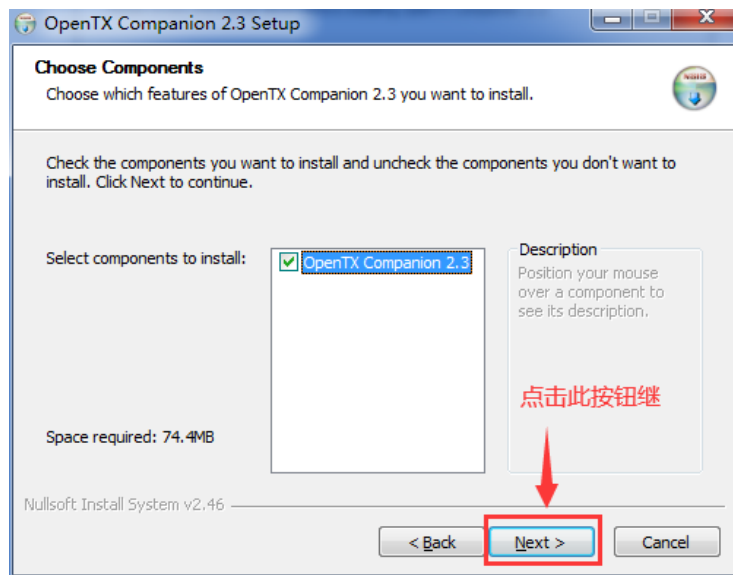 OpenTX Companion 2.3 Setup
Choose Components
Choose which features of OpenTX Companion 2.3 you want to install.
Check the components you want to install and uncheck the components you don't want to
install. Click Next to continue.
Select components to install:
OpenTX Companion 2.3
Description
Position your mouse
over a component to
see its description.
点击此按钮继
Space required: 74.4MB
Nullsoft Install System v2.46
< Back
Next >
Cancel